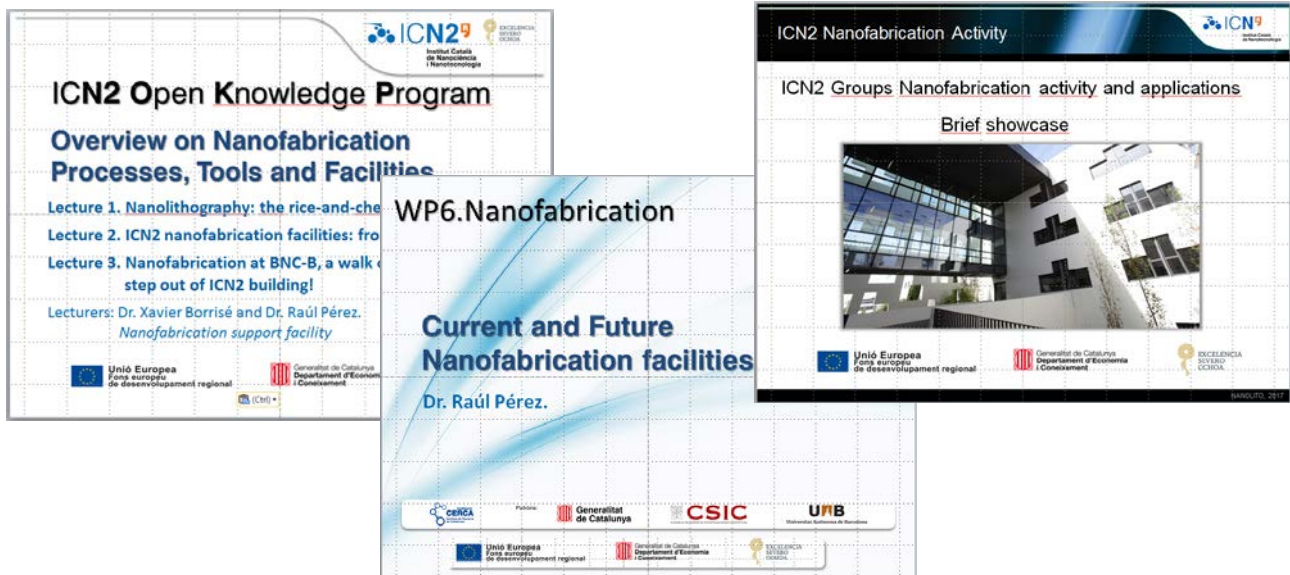 ICN2
Institut Català
de Nanociència
i Nanotecnologia
EXCELENCIA
SEVERO
OCHOA
ICN2 Open Knowledge Program
Overview on Nanofabrication
Processes, Tools and Facilities
Lecture 1. Nanolithography: the rice-and-che
Lecture 2. ICN2 nanofabrication facilities: fro
Lecture 3. Nanofabrication at BNC-B, a walk
step out of ICN2 building!
Lecturers: Dr. Xavier Borrisé and Dr. Raúl Pérez.
Nanofabrication support facility
Unió Europea
Fons europeu
de desenvolupament regional
Generalitat de Catalunya
Departament d'Econom
i Coneixement
(Ctrl)
WP6.Nanofabrication
Current and Future
Nanofabrication facilities
Dr. Raúl Pérez.
CERCA
Patrons:
Generalitat
de Catalunya
CSIC
UAB
Universitat Autònoma de Barcelona
Unió Europea
Fons europeu
de desenvolupament regional
Generalitat de Catalunya
Departament d'Economia
i Coneixement
EXCELENCIA
SEVERO
OCHOA
ICN2 Nanofabrication Activity
ICN
Institut Català
de Nanotecnologia
ICN2 Groups Nanofabrication activity and applications
Brief showcase
Unió Europea
Fons europeu
de desenvolupament regional
Generalitat de Catalunya
Departament d'Economia
i Coneixement
EXCELENCIA
SEVERO
OCHOA
NANOLITO, 2017